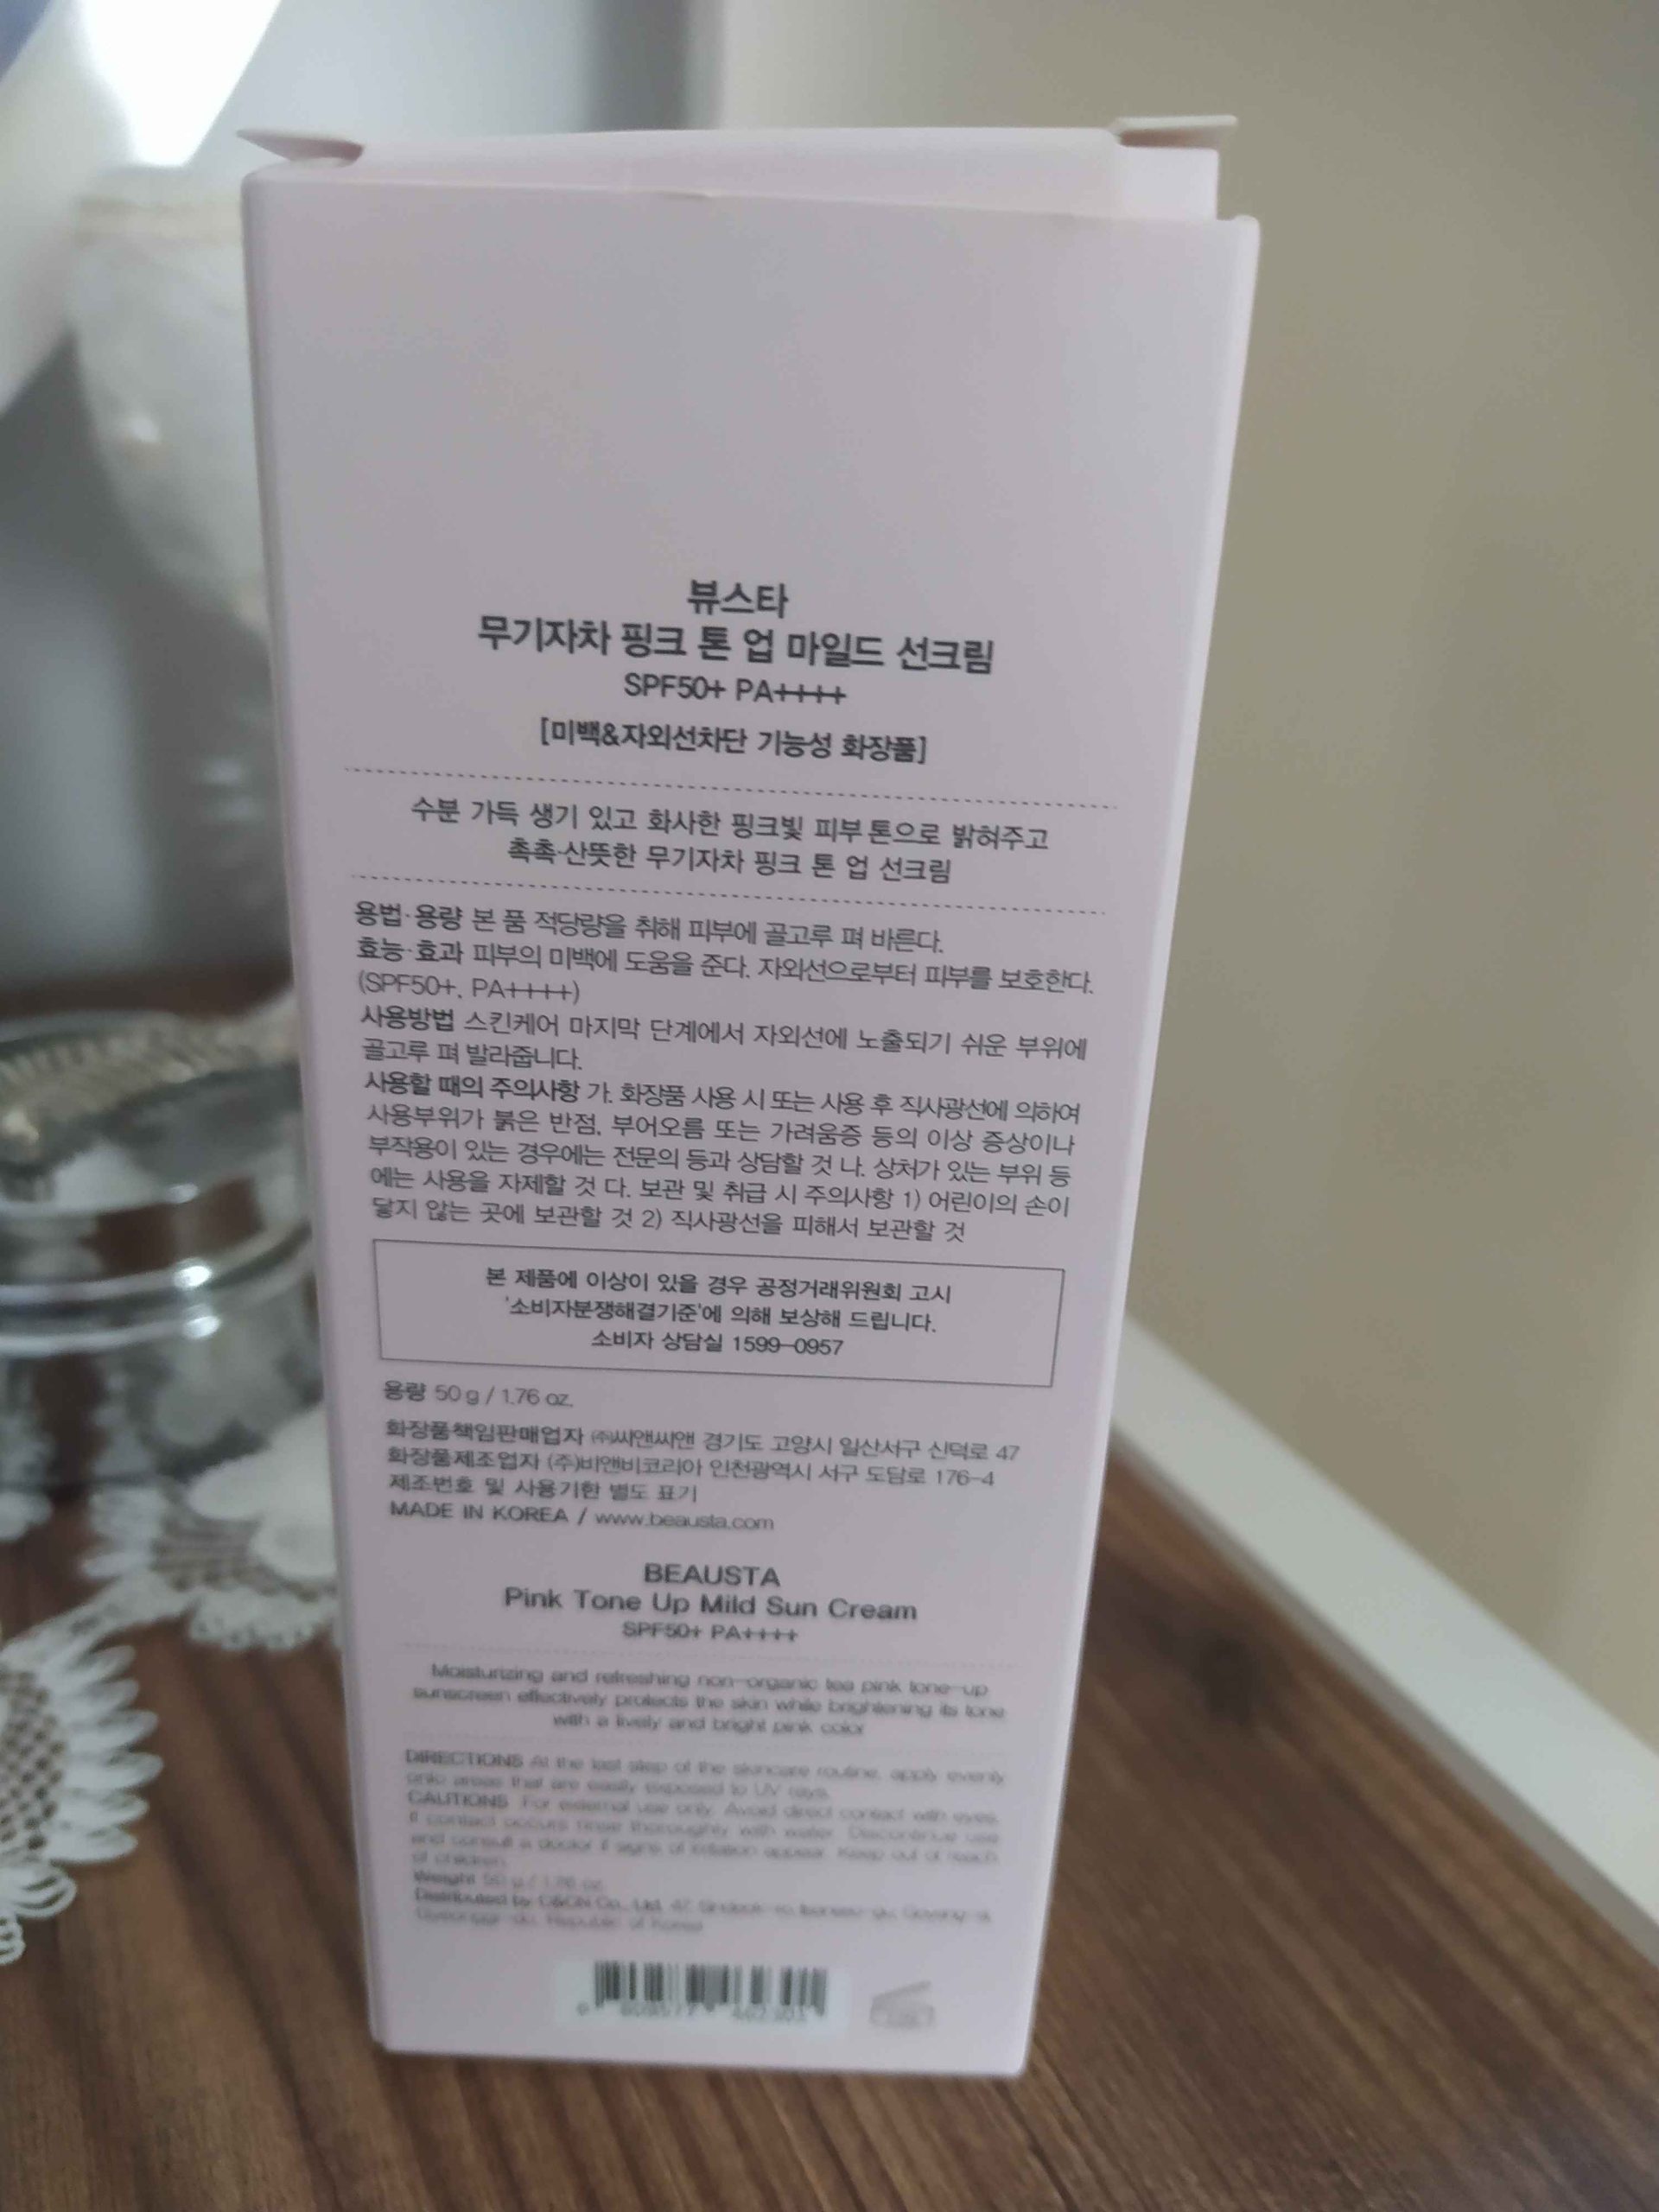 뷰스타
무기자차 핑크 톤 업 마일드 선크림
SPF50+ PA++++
[미백&자외선차단 기능성 화장품]
수분 가득 생기 있고 화사한 핑크빛 피부 톤으로 밝혀주고
촉촉·산뜻한 무기자차 핑크 톤 업 선크림
용법·용량 본 품 적당량을 취해 피부에 골고루 펴 바른다.
효능·효과 피부의 미백에 도움을 준다. 자외선으로부터 피부를 보호한다.
(SPF50+, PA++++)
사용방법 스킨케어 마지막 단계에서 자외선에 노출되기 쉬운 부위에
골고루 펴 발라줍니다.
사용할 때의 주의사항 가. 화장품 사용 시 또는 사용 후 직사광선에 의하여
사용부위가 붉은 반점, 부어오름 또는 가려움증 등의 이상 증상이나
부작용이 있는 경우에는 전문의 등과 상담할 것 나. 상처가 있는 부위 등
에는 사용을 자제할 것 다. 보관 및 취급 시 주의사항 1) 어린이의 손이
닿지 않는 곳에 보관할 것 2) 직사광선을 피해서 보관할 것
본 제품에 이상이 있을 경우 공정거래위원회 고시
'소비자분쟁해결기준'에 의해 보상해 드립니다.
소비자 상담실 1599-0957
용량 50 g / 1.76 oz.
화장품책임판매업자 ㈜씨앤씨앤 경기도 고양시 일산서구 신덕로 47
화장품제조업자 (주)비앤비코리아 인천광역시 서구 도담로 176-4
제조번호 및 사용기한 별도 표기
MADE IN KOREA / www.beausta.com
BEAUSTA
Pink Tone Up Mild Sun Cream
SPF50+ PA++++
Moisturizing and refreshing non-organic tea pink tone-up
sunscreen effectively protects the skin while brightening its tone
with a lively and bright pink color
DIRECTIONS At the last step of the skincare routine, apply evenly
onto areas that are easily exposed to UV rays.
CAUTIONS For external use only. Avoid direct contact with eyes.
If contact occurs rinse thoroughly with water. Discontinue use
and consult a doctor if signs of irritation appear. Keep out of reach
of children.
Weight 50 g / 1.76 oz.
Distributed by Co., Ltd. 47,
Republic of Korea